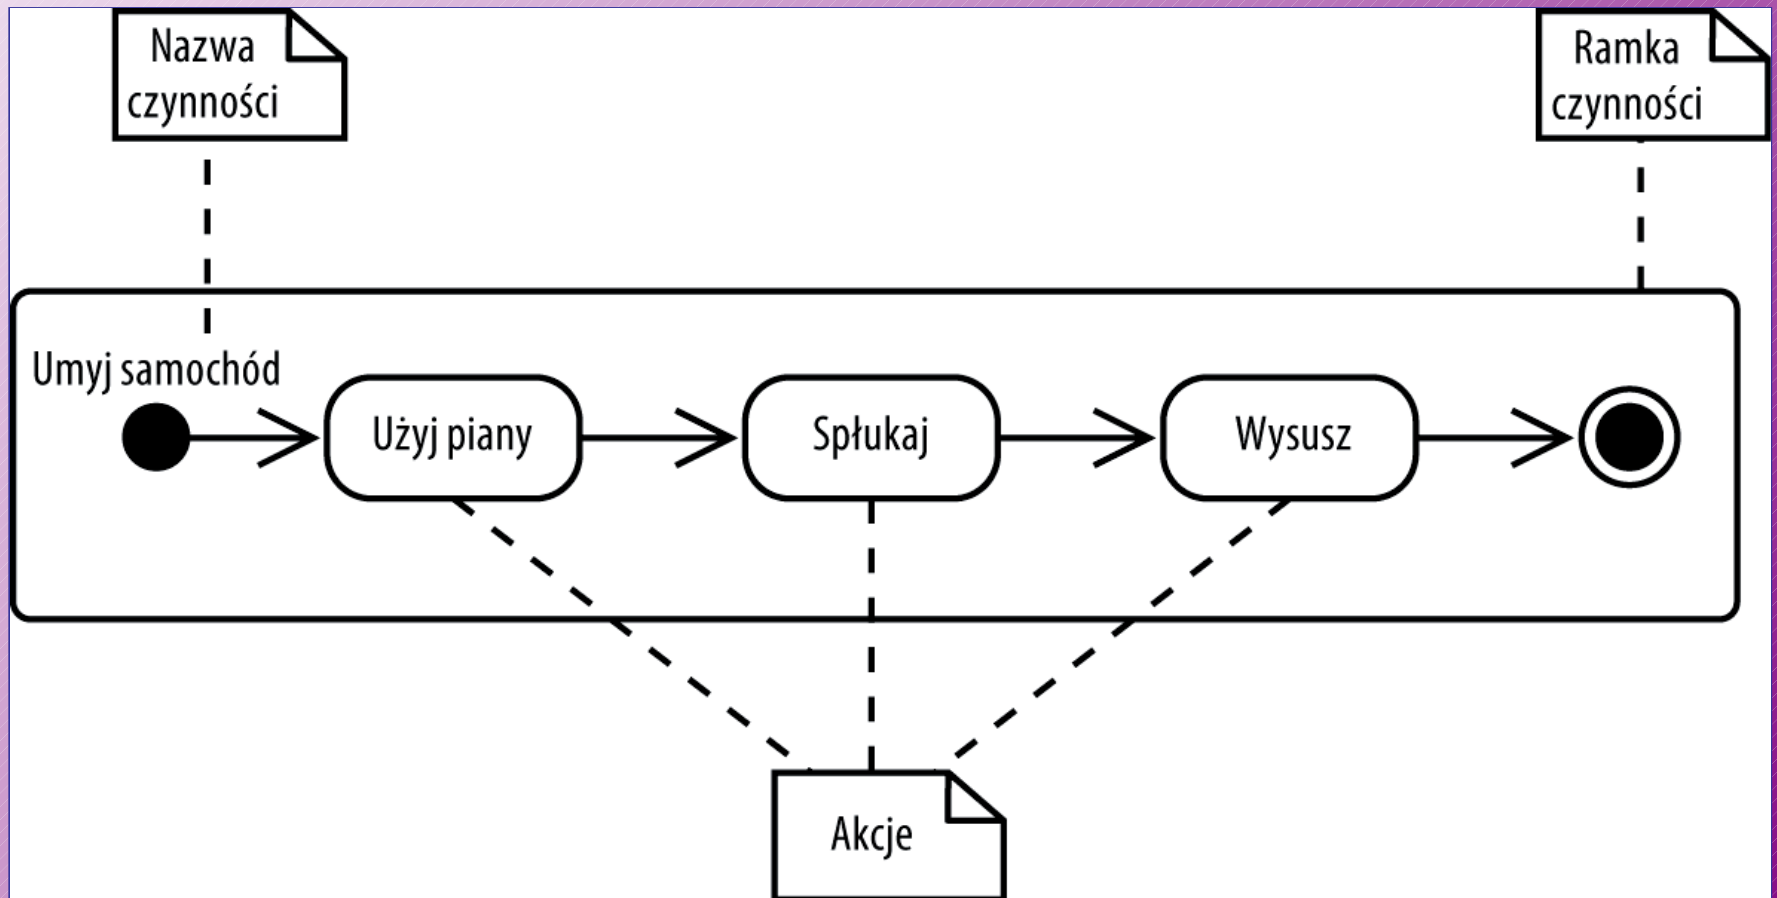 Nazwa
czynności
Ramka
czynności
Umyj samochód
Użyj piany
Spłukaj
Wysusz
Akcje